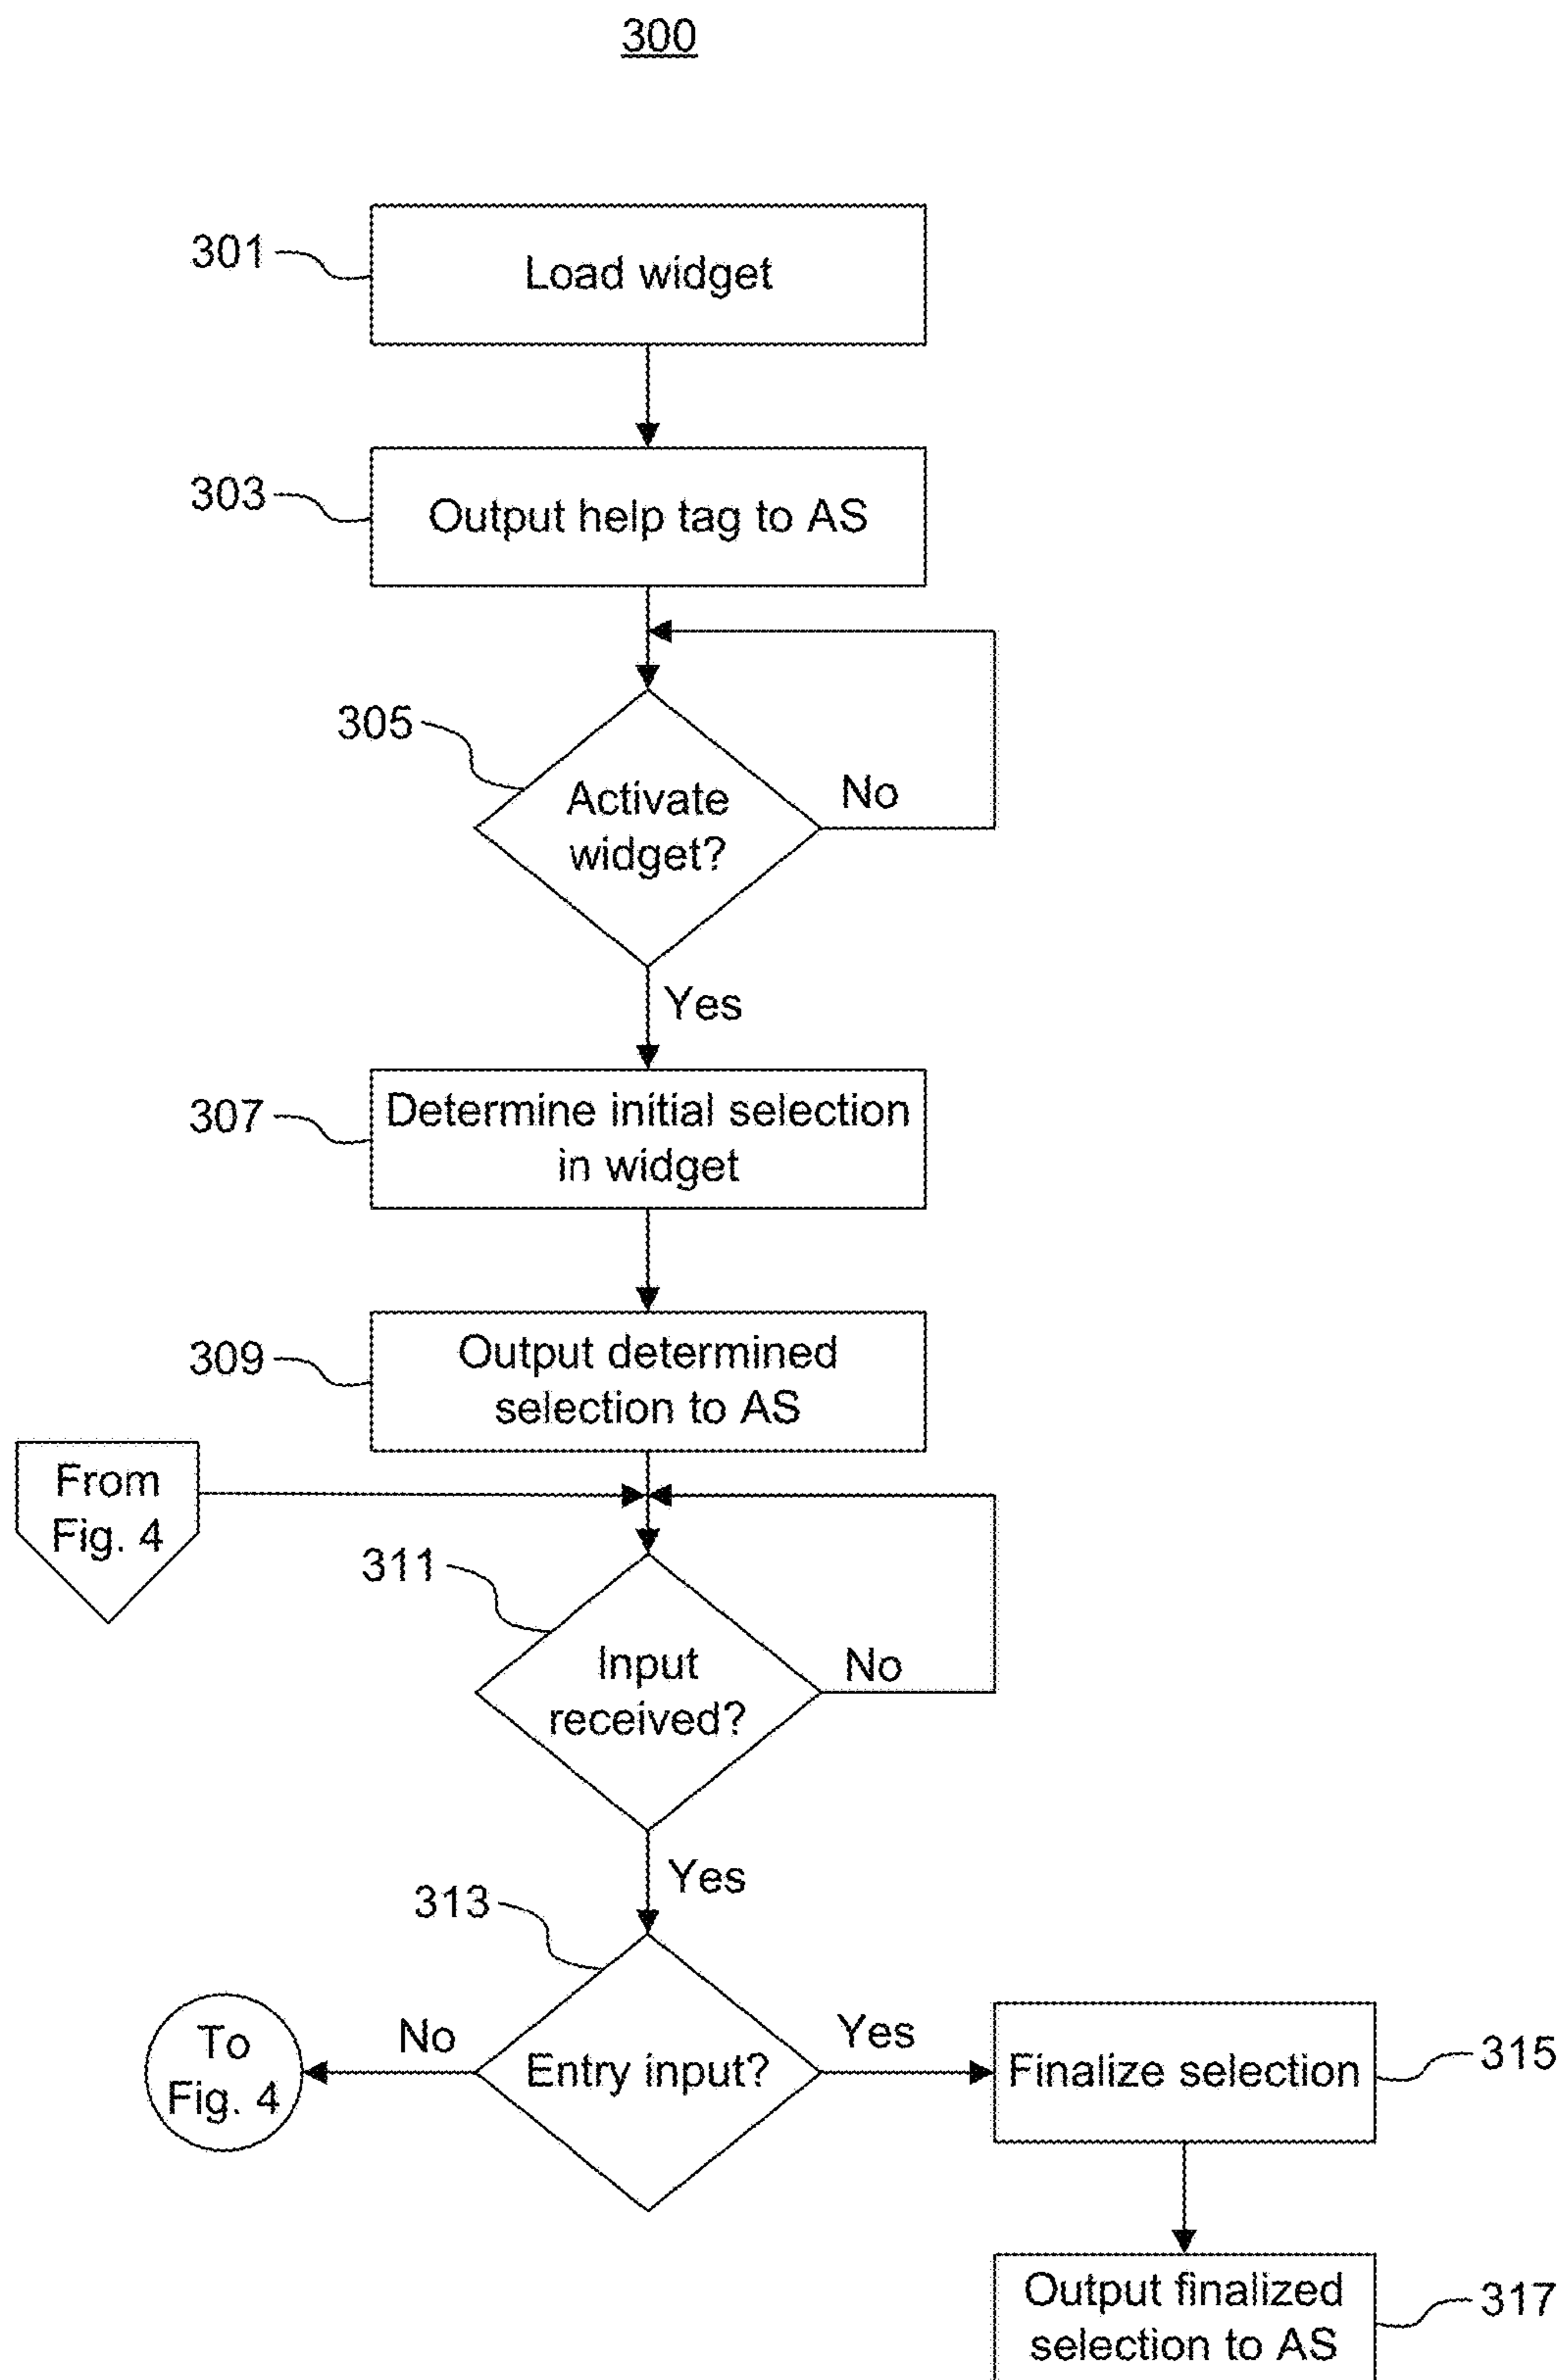 300
301
Load widget
303
Output help tag to AS
305
Activate
widget?
No
Yes
307
Determine initial selection
in widget
309
Output determined
selection to AS
From
Fig. 4
311
Input
received?
No
Yes
313
To
Fig. 4
No
Entry input?
Yes
Finalize selection
315
Output finalized
selection to AS
317